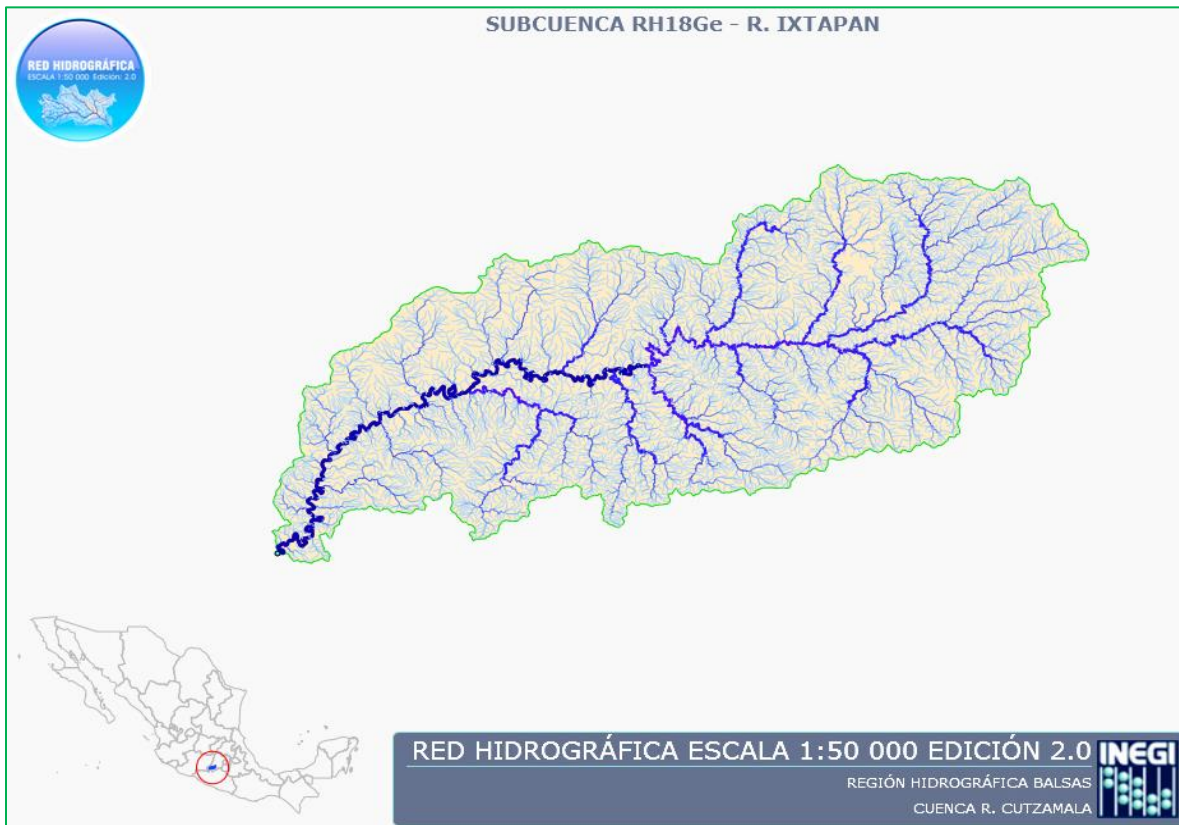 SUBCUENCA RH18Ge - R. IXTAPAN
RED HIDROGRÁFICA
ESCALA 1:50 000 Edición: 2.0
RED HIDROGRÁFICA ESCALA 1:50 000 EDICIÓN 2.0
INEGI
REGIÓN HIDROGRÁFICA BALSAS
CUENCA R. CUTZAMALA